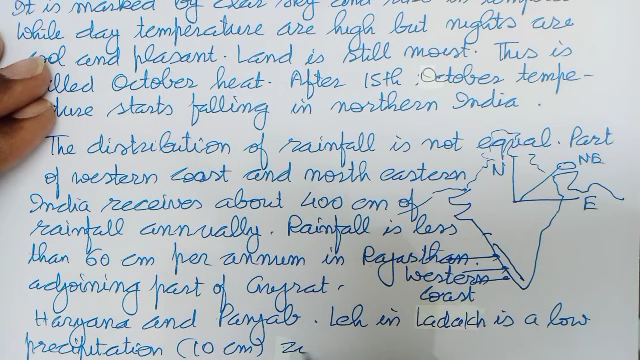 It is marked by clear sky and rise in temper
While day temperature are high but nights are
cool and plasant. Land is still moist. This is
called October heat. After 15th October tempe-
rature starts falling in northern India.
The distribution of rainfall is not equal. Part
of western coast and north eastern
India receives about 400 cm of
rainfall annually. Rainfall is less
than 60 cm per annum in Rajasthan.
adjoining part of Gugrat.
Haryana and Panjab. Leh in Ladakh is a low
precipitation (10 cm)
N
NE
E
Western
Coast